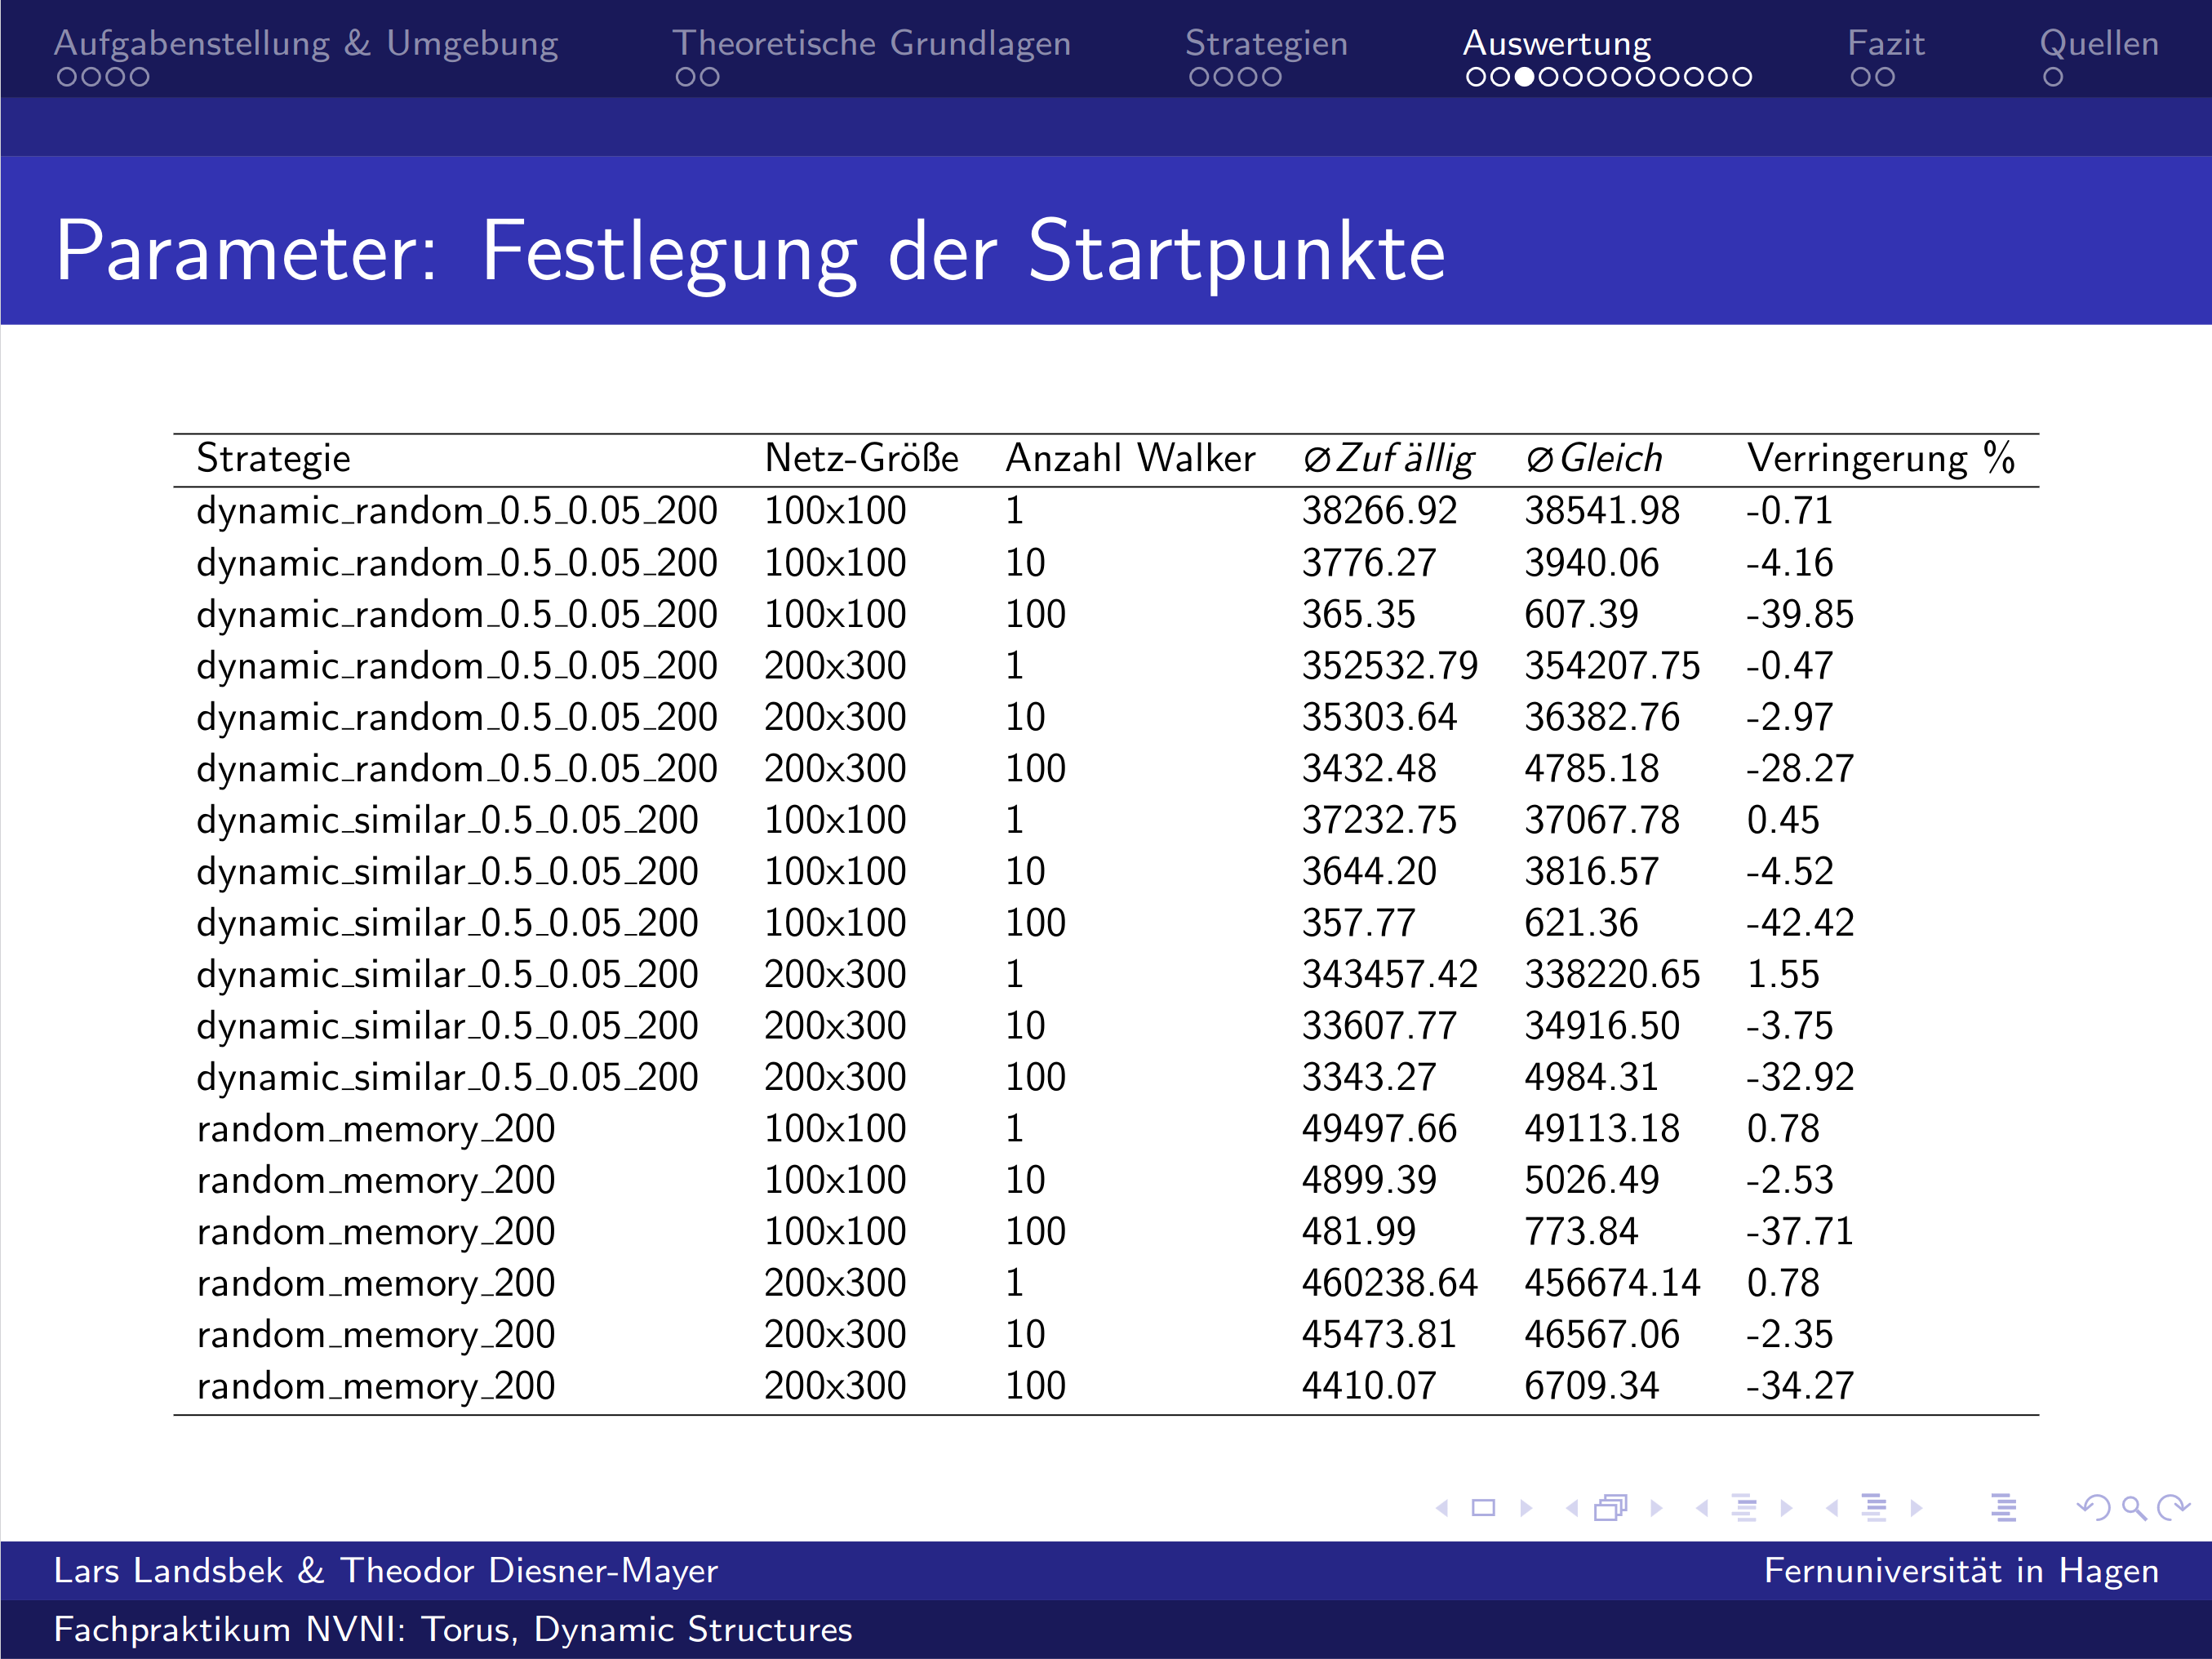 Aufgabenstellung & Umgebung Theoretische Grundlagen Strategien Auswertung Fazit Quellen
Parameter: Festlegung der Startpunkte
Strategie Netz-Größe Anzahl Walker ∅Zufällig ∅Gleich Verringerung %
dynamic_random_0.5_0.05_200 100x100 1 38266.92 38541.98 -0.71
dynamic_random_0.5_0.05_200 100x100 10 3776.27 3940.06 -4.16
dynamic_random_0.5_0.05_200 100x100 100 365.35 607.39 -39.85
dynamic_random_0.5_0.05_200 200x300 1 352532.79 354207.75 -0.47
dynamic_random_0.5_0.05_200 200x300 10 35303.64 36382.76 -2.97
dynamic_random_0.5_0.05_200 200x300 100 3432.48 4785.18 -28.27
dynamic_similar_0.5_0.05_200 100x100 1 37232.75 37067.78 0.45
dynamic_similar_0.5_0.05_200 100x100 10 3644.20 3816.57 -4.52
dynamic_similar_0.5_0.05_200 100x100 100 357.77 621.36 -42.42
dynamic_similar_0.5_0.05_200 200x300 1 343457.42 338220.65 1.55
dynamic_similar_0.5_0.05_200 200x300 10 33607.77 34916.50 -3.75
dynamic_similar_0.5_0.05_200 200x300 100 3343.27 4984.31 -32.92
random_memory_200 100x100 1 49497.66 49113.18 0.78
random_memory_200 100x100 10 4899.39 5026.49 -2.53
random_memory_200 100x100 100 481.99 773.84 -37.71
random_memory_200 200x300 1 460238.64 456674.14 0.78
random_memory_200 200x300 10 45473.81 46567.06 -2.35
random_memory_200 200x300 100 4410.07 6709.34 -34.27
Lars Landsbek & Theodor Diesner-Mayer Fernuniversität in Hagen
Fachpraktikum NVNI: Torus, Dynamic Structures